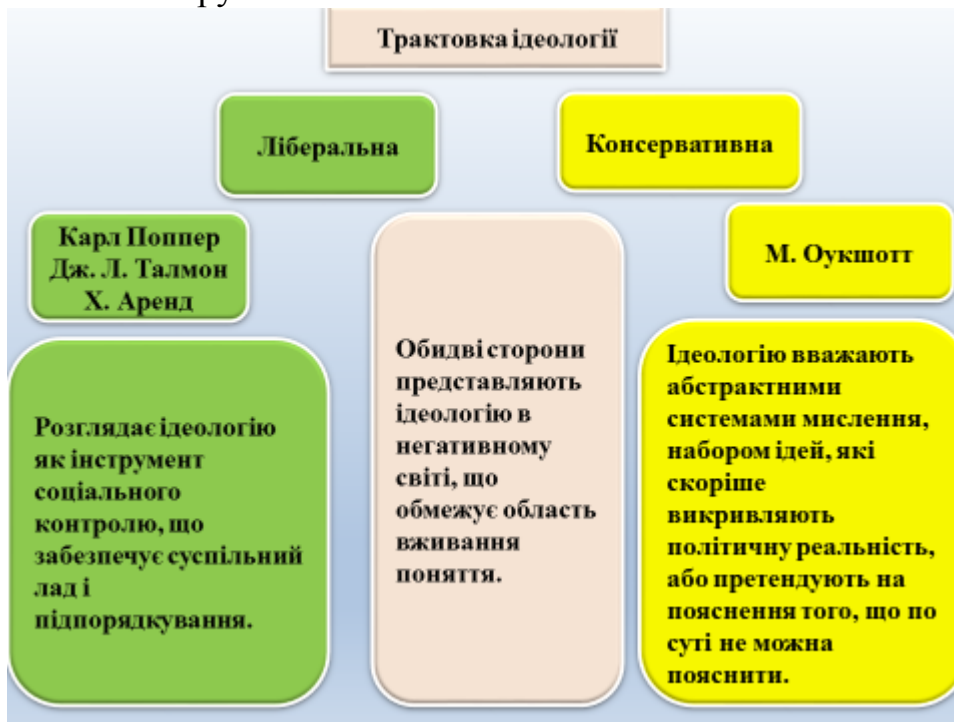 Трактовка ідеології
Ліберальна
Консервативна
Карл Поппер
Дж. Л. Талмон
Х. Аренд
М. Оукшотт
Розглядає ідеологію
як інструмент
соціального
контролю, що
забезпечує суспільний
лад і
підпорядкування.
Обидві сторони
представляють
ідеологію в
негативному
світі, що
обмежує область
вживання
поняття.
Ідеологію вважають
абстрактними
системами мислення,
набором ідей, які
скоріше
викривляють
політичну реальність,
або претендують на
пояснення того, що по
суті не можна
пояснити.